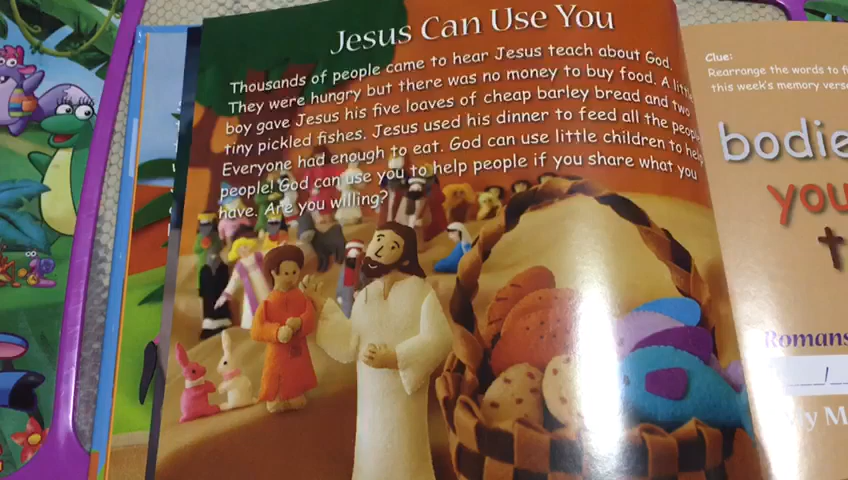 Jesus Can Use You
Thousands of people came to hear Jesus teach about God.
They were hungry but there was no money to buy food. A little
boy gave Jesus his five loaves of cheap barley bread and two
tiny pickled fishes. Jesus used his dinner to feed all the people
Everyone had enough to eat. God can use little children to help
people! God can use you to help people if you share what you
have. Are you willing?
Clue:
Rearrange the words to
this week's memory verse
bodie
you
Romans